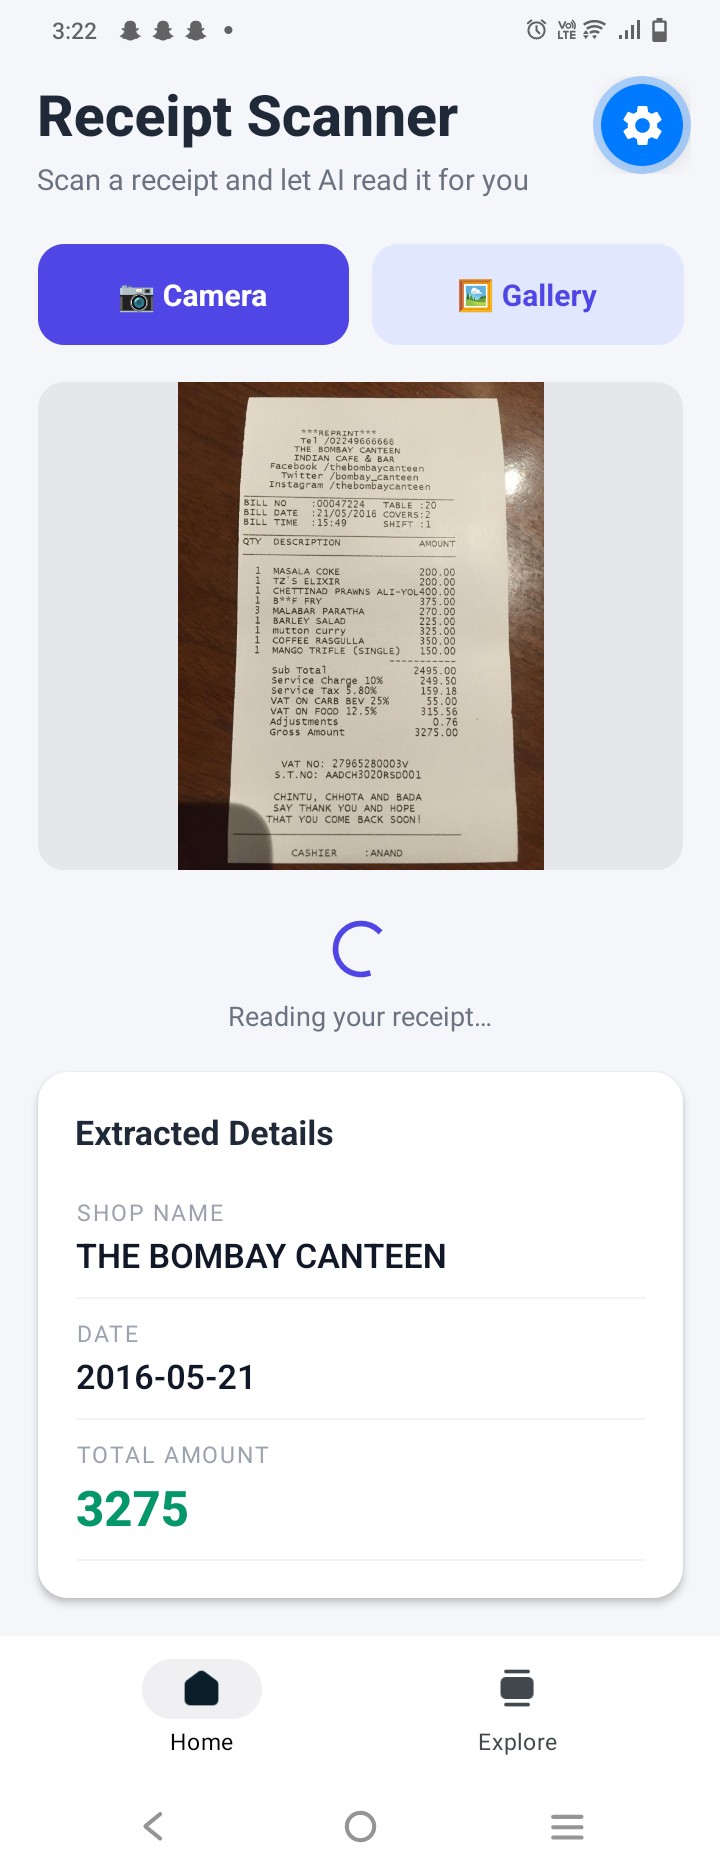 3:22
VoD LTE
Receipt Scanner
Scan a receipt and let AI read it for you
Camera
Gallery
***REPRINT***
Tel /02249666666
THE BOMBAY CANTEEN
INDIAN CAFE & BAR
Facebook /thebombaycanteen
Twitter /bombay_canteen
Instagram /thebombaycanteen
BILL NO :00047224 TABLE :20
BILL DATE :21/05/2016 COVERS:2
BILL TIME :15:49 SHIFT :1
QTY DESCRIPTION AMOUNT
1 MASALA COKE 200.00
1 TZ'S ELIXIR 200.00
1 CHETTINAD PRAWNS ALI-YOL400.00
1 B**F FRY 375.00
3 MALABAR PARATHA 270.00
1 BARLEY SALAD 225.00
1 mutton curry 325.00
1 COFFEE RASGULLA 350.00
1 MANGO TRIFLE (SINGLE) 150.00
Sub Total 2495.00
Service Charge 10% 249.50
Service Tax 5.80% 159.18
VAT ON CARB BEV 25% 55.00
VAT ON FOOD 12.5% 315.56
Adjustments 0.76
Gross Amount 3275.00
VAT NO: 27965280003V
S.T.NO: AADCH3020RSD001
CHINTU, CHHOTA AND BADA
SAY THANK YOU AND HOPE
THAT YOU COME BACK SOON!
CASHIER :ANAND
Reading your receipt…
Extracted Details
SHOP NAME
THE BOMBAY CANTEEN
DATE
2016-05-21
TOTAL AMOUNT
3275
Home
Explore